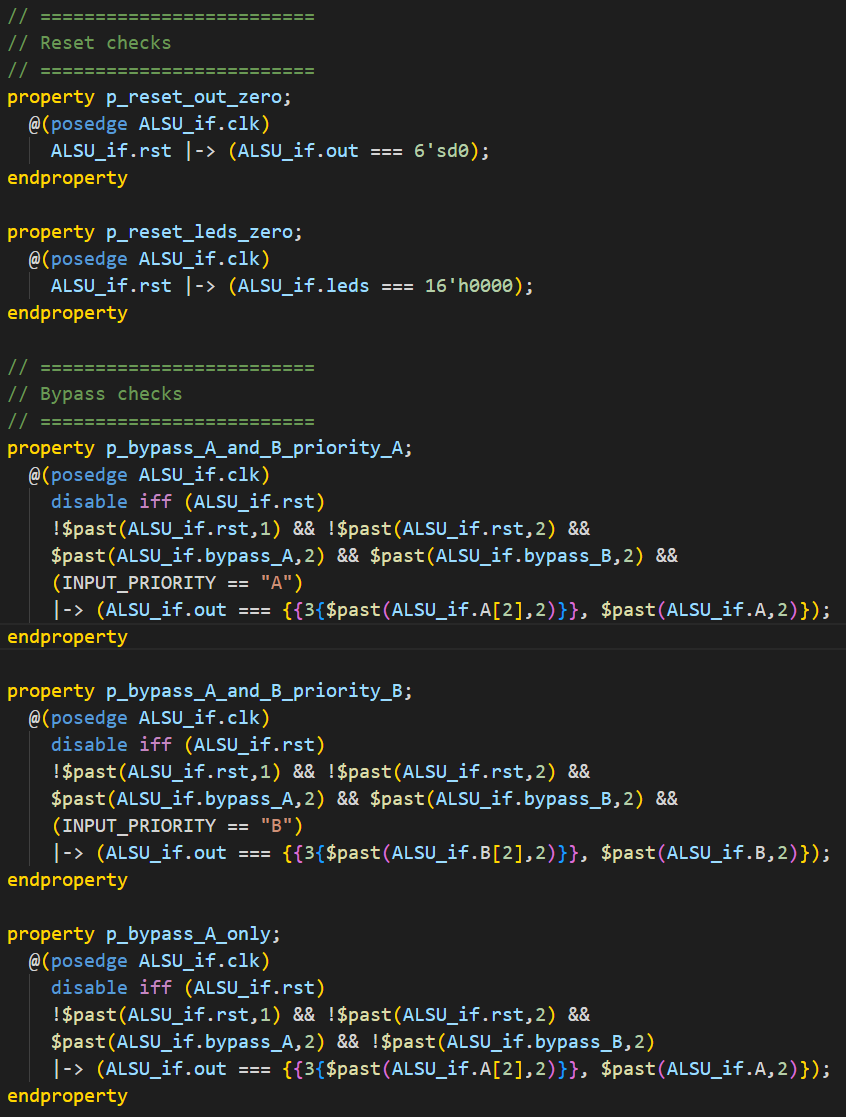 // =========================
// Reset checks
// =========================
property p_reset_out_zero;
  @(posedge ALSU_if.clk)
    ALSU_if.rst |-> (ALSU_if.out === 6'sd0);
endproperty

property p_reset_leds_zero;
  @(posedge ALSU_if.clk)
    ALSU_if.rst |-> (ALSU_if.leds === 16'h0000);
endproperty

// =========================
// Bypass checks
// =========================
property p_bypass_A_and_B_priority_A;
  @(posedge ALSU_if.clk)
    disable iff (ALSU_if.rst)
    !$past(ALSU_if.rst,1) && !$past(ALSU_if.rst,2) &&
    $past(ALSU_if.bypass_A,2) && $past(ALSU_if.bypass_B,2) &&
    (INPUT_PRIORITY == "A")
    |-> (ALSU_if.out === {{3{$past(ALSU_if.A[2],2)}}, $past(ALSU_if.A,2)});
endproperty

property p_bypass_A_and_B_priority_B;
  @(posedge ALSU_if.clk)
    disable iff (ALSU_if.rst)
    !$past(ALSU_if.rst,1) && !$past(ALSU_if.rst,2) &&
    $past(ALSU_if.bypass_A,2) && $past(ALSU_if.bypass_B,2) &&
    (INPUT_PRIORITY == "B")
    |-> (ALSU_if.out === {{3{$past(ALSU_if.B[2],2)}}, $past(ALSU_if.B,2)});
endproperty

property p_bypass_A_only;
  @(posedge ALSU_if.clk)
    disable iff (ALSU_if.rst)
    !$past(ALSU_if.rst,1) && !$past(ALSU_if.rst,2) &&
    $past(ALSU_if.bypass_A,2) && !$past(ALSU_if.bypass_B,2)
    |-> (ALSU_if.out === {{3{$past(ALSU_if.A[2],2)}}, $past(ALSU_if.A,2)});
endproperty